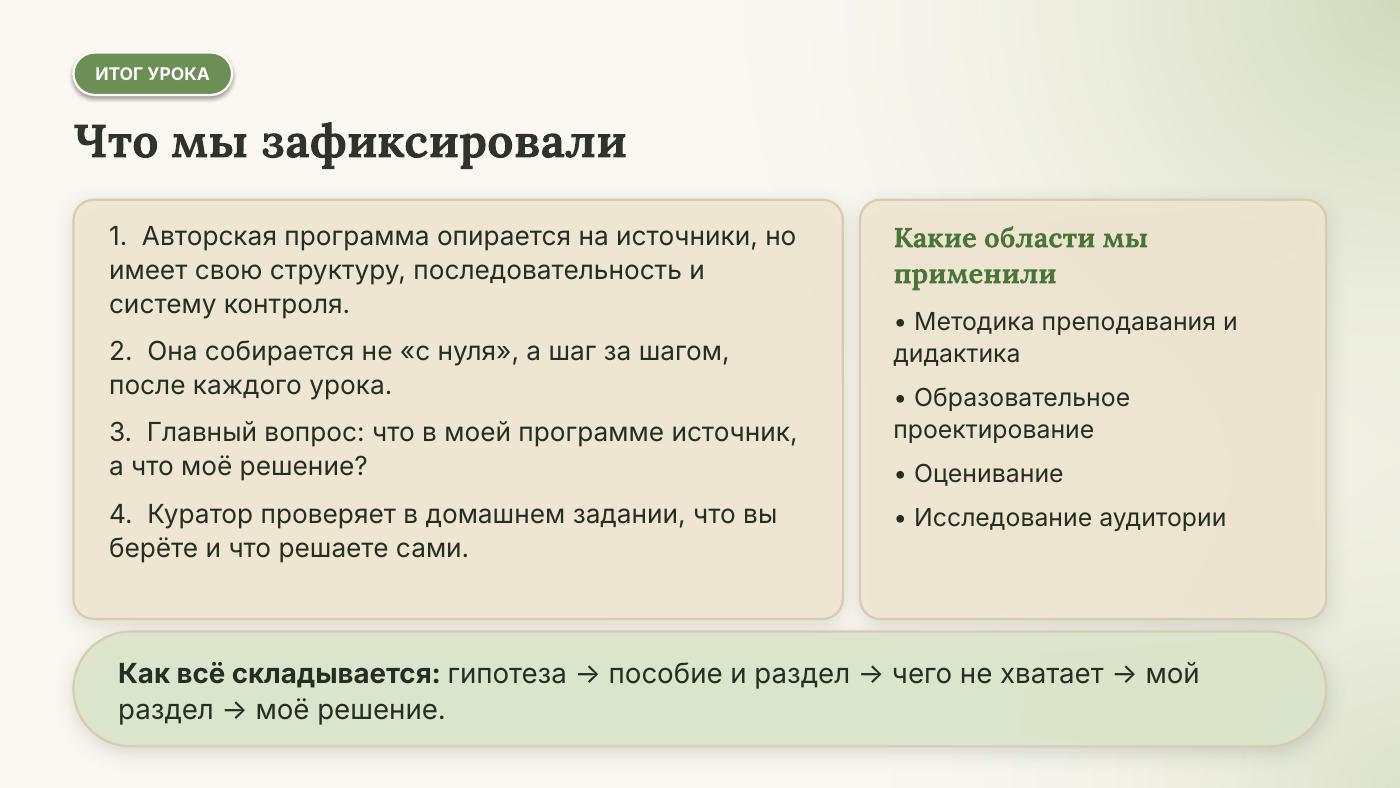 ИТОГ УРОКА
Что мы зафиксировали
1. Авторская программа опирается на источники, но
имеет свою структуру, последовательность и
систему контроля.
2. Она собирается не «с нуля», а шаг за шагом,
после каждого урока.
3. Главный вопрос: что в моей программе источник,
а что моё решение?
4. Куратор проверяет в домашнем задании, что вы
берёте и что решаете сами.
Какие области мы
применили
• Методика преподавания и
дидактика
• Образовательное
проектирование
• Оценивание
• Исследование аудитории
Как всё складывается: гипотеза → пособие и раздел → чего не хватает → мой
раздел → моё решение.